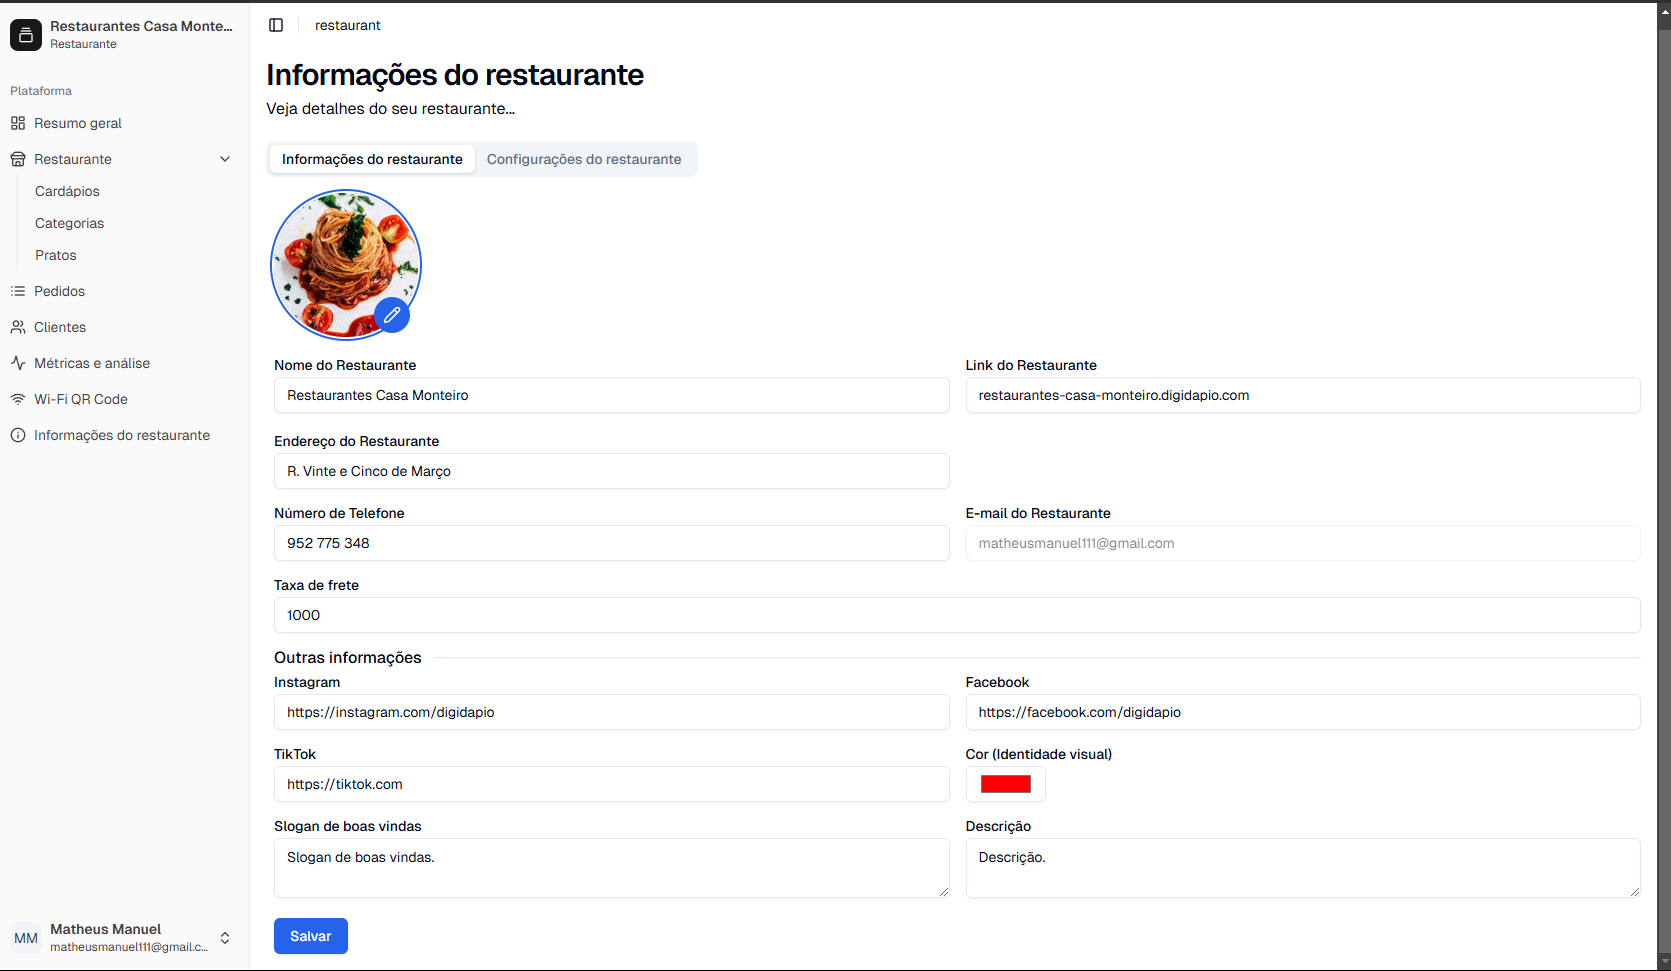 Restaurantes Casa Monte...
Restaurante
Plataforma
Resumo geral
Restaurante
Cardápios
Categorias
Pratos
Pedidos
Clientes
Métricas e análise
Wi-Fi QR Code
Informações do restaurante
MM
Matheus Manuel
matheusmanuel111@gmail.c...
restaurant
Informações do restaurante
Veja detalhes do seu restaurante...
Informações do restaurante
Configurações do restaurante
Nome do Restaurante
Restaurantes Casa Monteiro
Link do Restaurante
restaurantes-casa-monteiro.digidapio.com
Endereço do Restaurante
R. Vinte e Cinco de Março
Número de Telefone
952 775 348
E-mail do Restaurante
matheusmanuel111@gmail.com
Taxa de frete
1000
Outras informações
Instagram
https://instagram.com/digidapio
Facebook
https://facebook.com/digidapio
TikTok
https://tiktok.com
Cor (Identidade visual)
Slogan de boas vindas
Slogan de boas vindas.
Descrição
Descrição.
Salvar